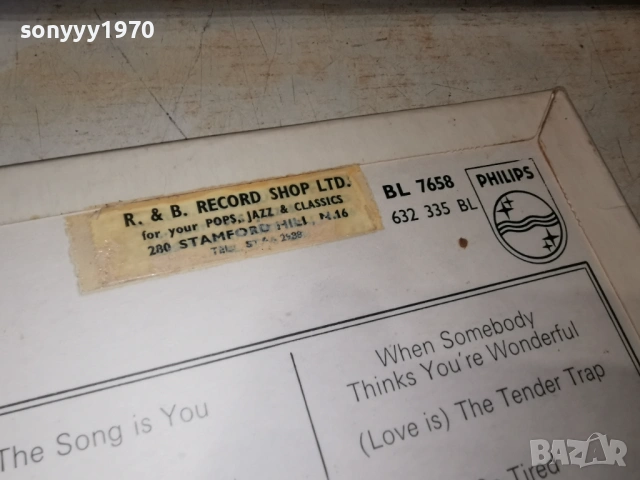 sonyyy1970
R. & B. RECORD SHOP LTD.
for your POPS, JAZZ & CLASSICS
280 STAMFORD HILL, N.16
BL 7658
632 335 BL
PHILIPS
The Song is You
When Somebody
Thinks You're Wonderful
(Love is) The Tender Trap
Tired
BAZAR